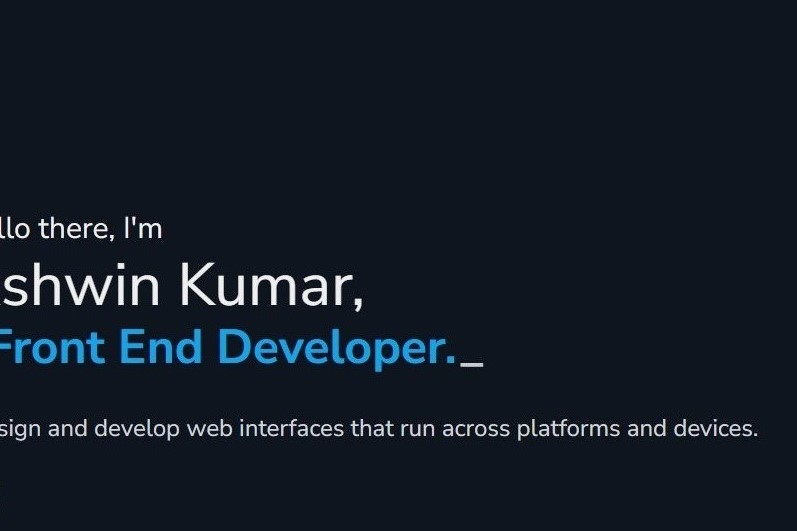 llo there, I'm
shwin Kumar,
Front End Developer._
sign and develop web interfaces that run across platforms and devices.